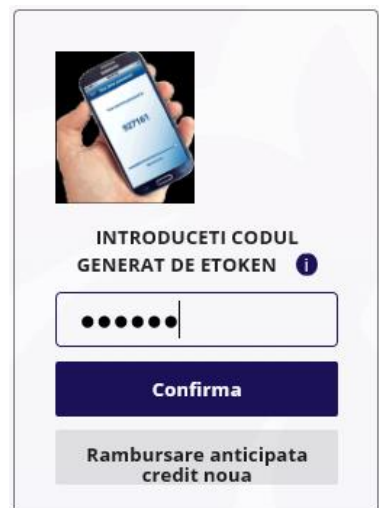 927161
INTRODUCETI CODUL
GENERAT DE ETOKEN i
●●●●●●
Confirma
Rambursare anticipata
credit noua